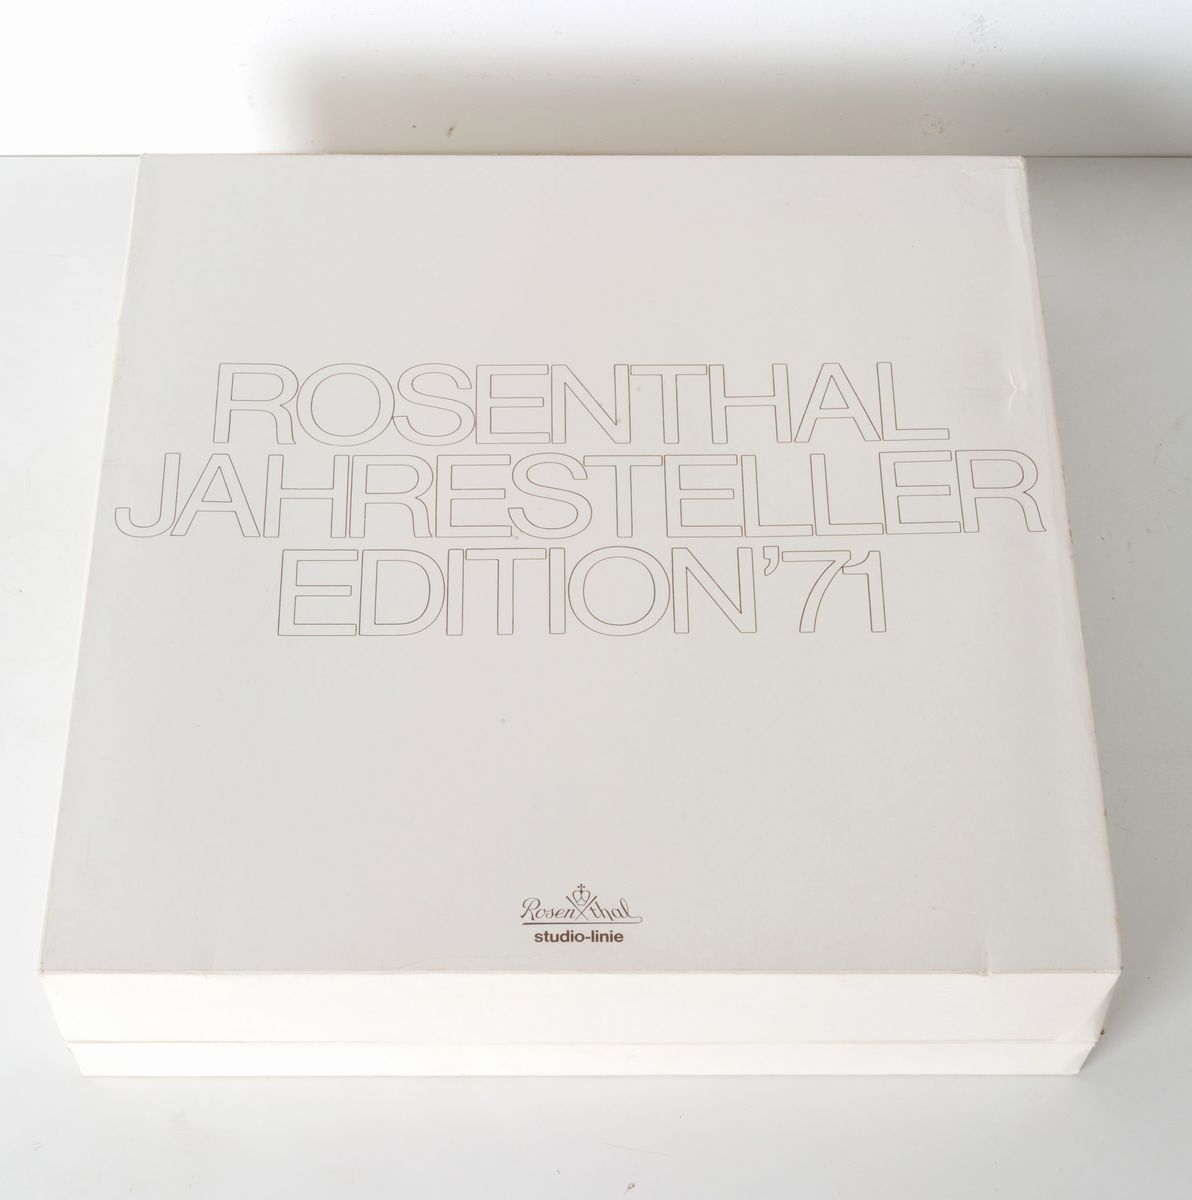 ROSENTHAL
JAHRESTELLER
EDITION'71
Rosenthal
studio-linie